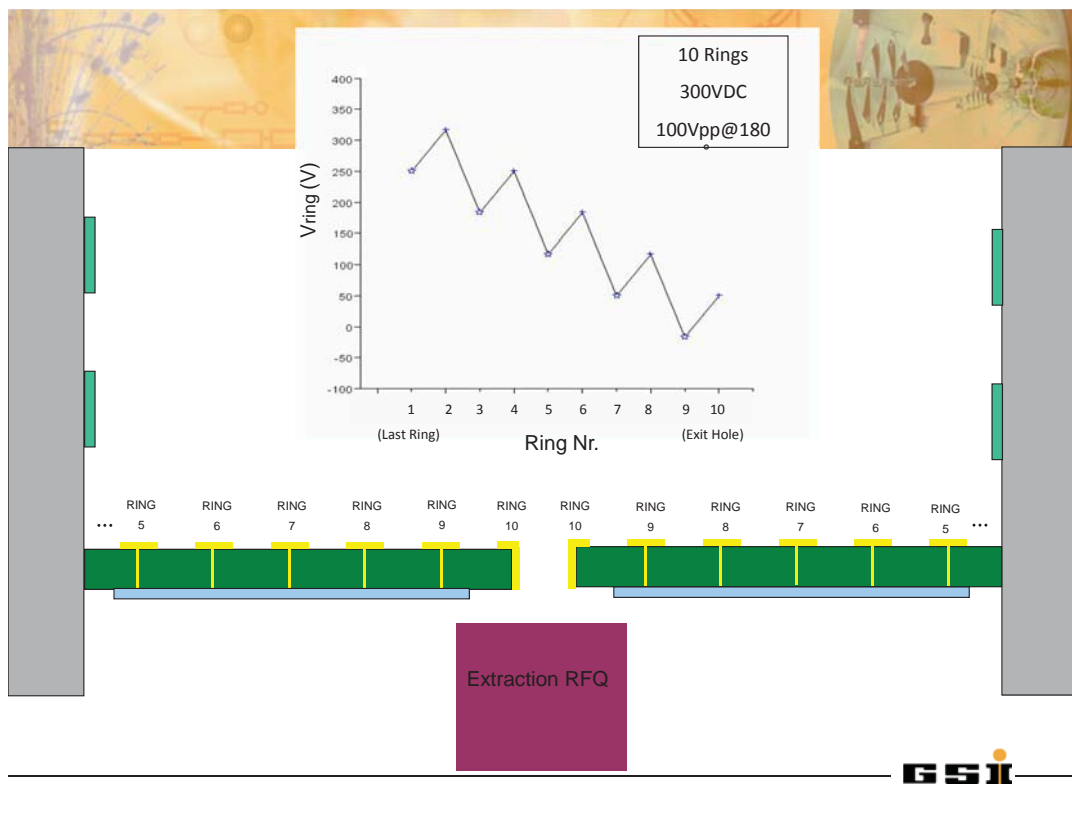 10 Rings
300VDC
100Vpp@180
°
400
350
300
250
200
150
100
50
0
-50
-100
Vring (V)
1 2 3 4 5 6 7 8 9 10
(Last Ring) (Exit Hole)
Ring Nr.
RING RING RING RING RING RING RING RING RING RING RING RING
... 5 6 7 8 9 10 10 9 8 7 6 5 ...
Extraction RFQ
GSI